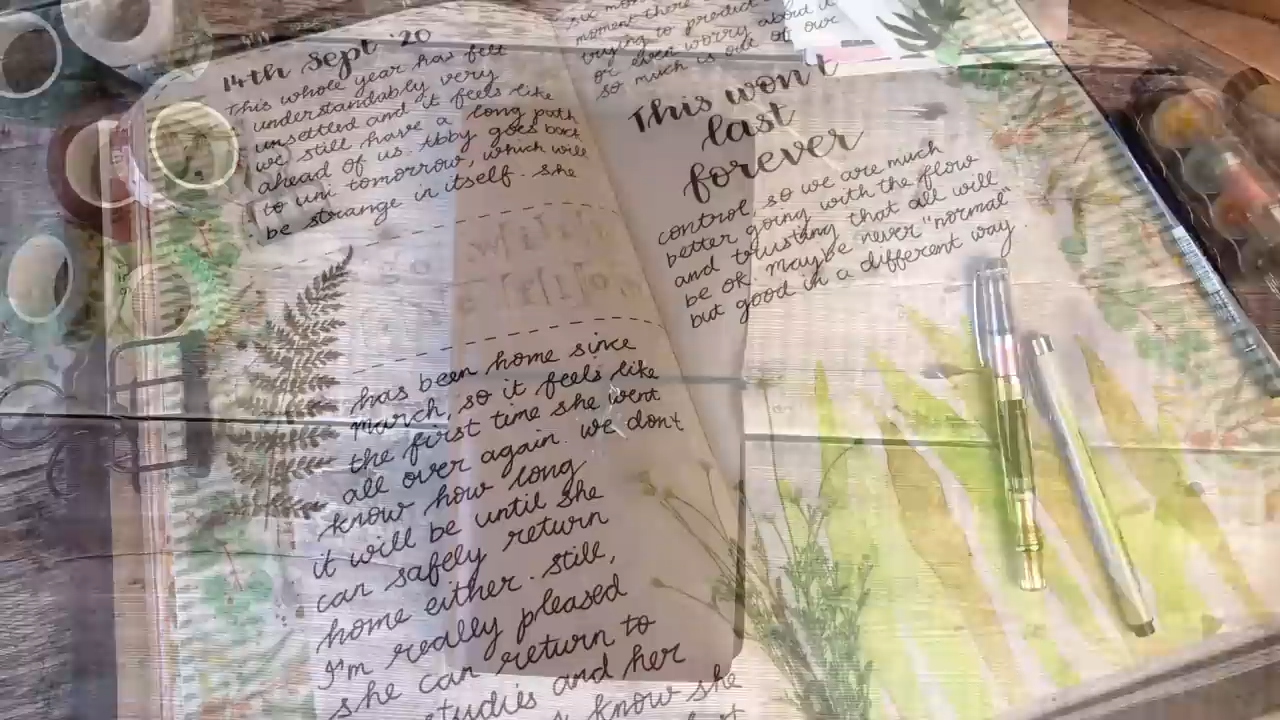 14th Sept '20
This whole year has felt
understandably very
unsettled and it feels like
we still have a long path
ahead of us. Abby goes back
to uni tomorrow, which will
be strange in itself. She
has been home since
march, so it feels like
the first time she went
all over again. we don't
know how long
it will be until she
can safely return
home either. still,
I'm really pleased
she can return to
studies and her
know she
six
moment there
trying to predict
or even worry about it
so much is out of our
This won't
last
forever
control, so we are much
better going with the flow
and trusting that all will
be ok. maybe never "normal"
but good in a different way